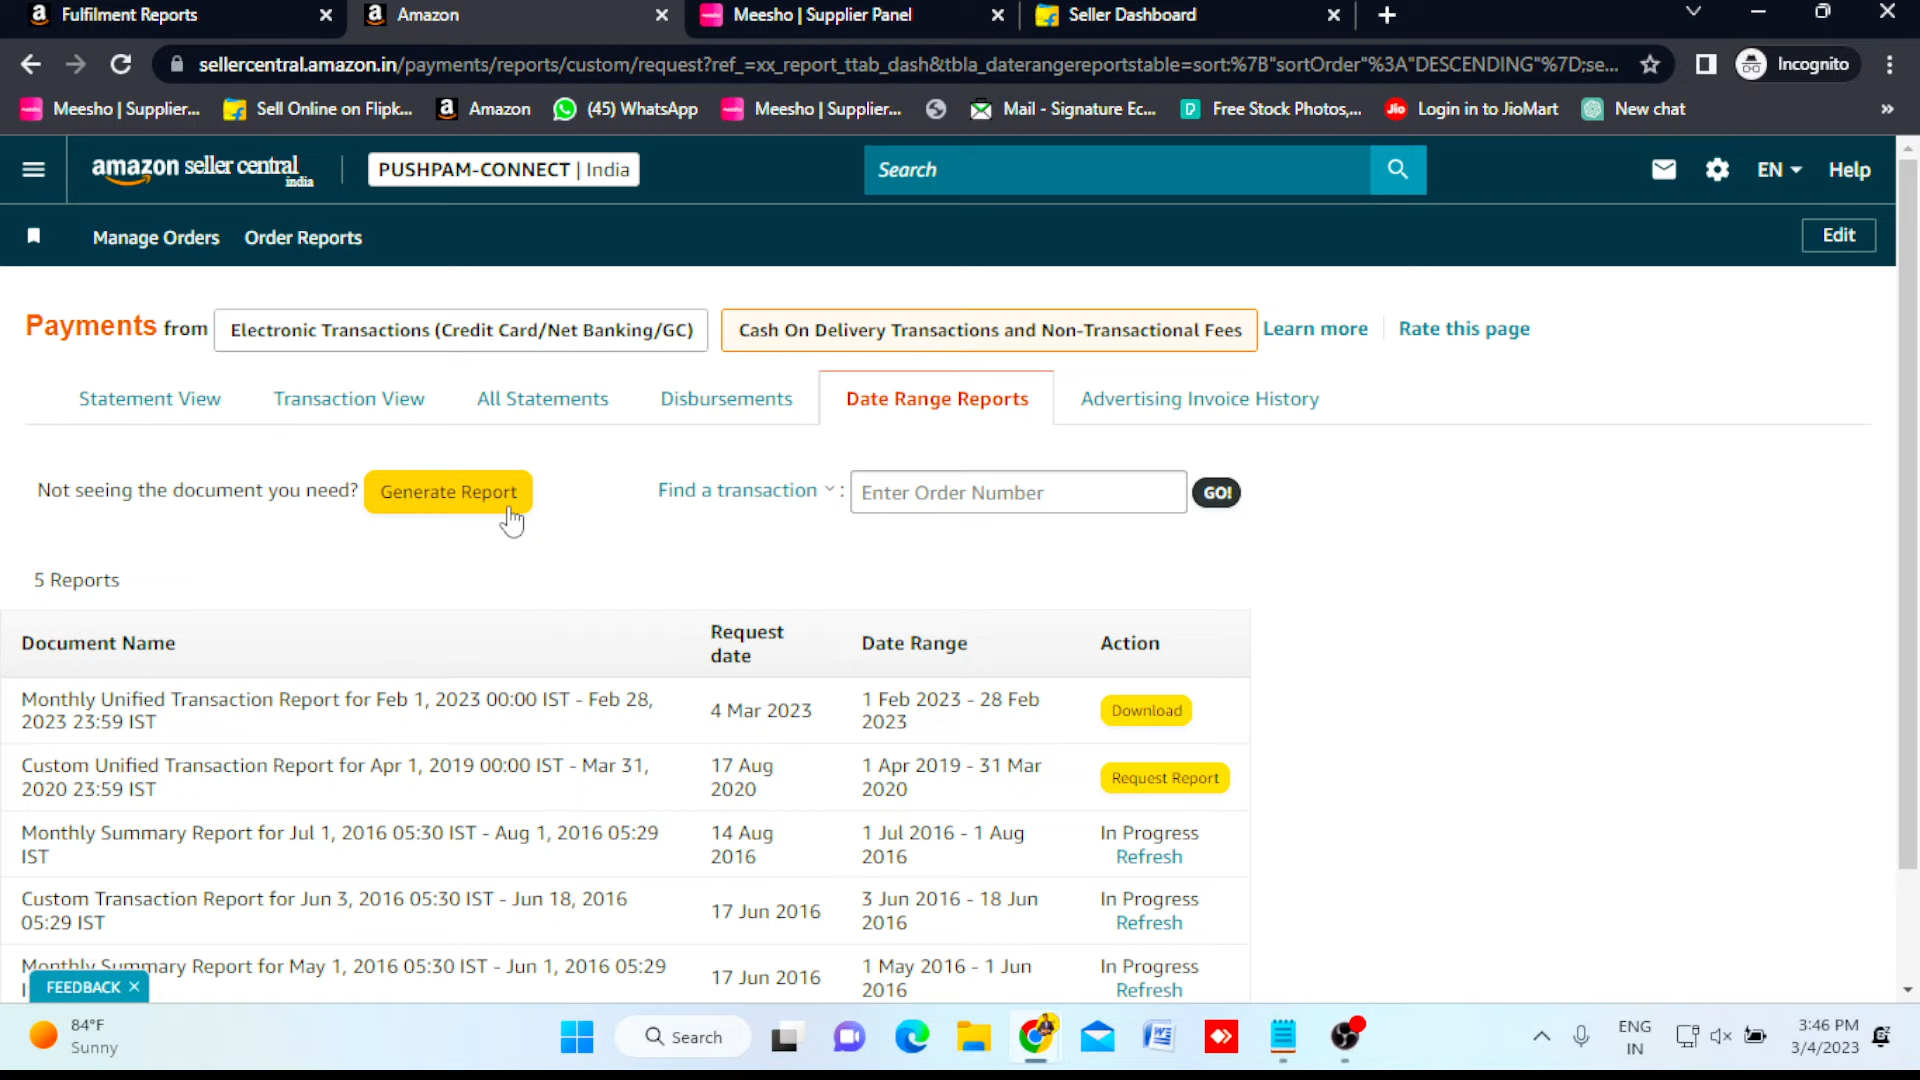 Fulfilment Reports
Amazon
Meesho | Supplier Panel
Seller Dashboard
sellercentral.amazon.in/payments/reports/custom/request?ref_=xx_report_ttab_dash&tbla_daterangereportstable=sort:%7B"sortOrder"%3A"DESCENDING"%7D;se...
Incognito
Meesho | Supplier...
Sell Online on Flipk...
Amazon
(45) WhatsApp
Meesho | Supplier...
Mail - Signature Ec...
Free Stock Photos,...
Jio
Login in to JioMart
New chat
amazon seller central
india
PUSHPAM-CONNECT | India
Search
EN
Help
Manage Orders
Order Reports
Edit
Payments from
Electronic Transactions (Credit Card/Net Banking/GC)
Cash On Delivery Transactions and Non-Transactional Fees
Learn more
Rate this page
Statement View
Transaction View
All Statements
Disbursements
Date Range Reports
Advertising Invoice History
Not seeing the document you need?
Generate Report
Find a transaction :
Enter Order Number
GO!
5 Reports
Document Name
Request
date
Date Range
Action
Monthly Unified Transaction Report for Feb 1, 2023 00:00 IST - Feb 28,
2023 23:59 IST
4 Mar 2023
1 Feb 2023 - 28 Feb
2023
Download
Custom Unified Transaction Report for Apr 1, 2019 00:00 IST - Mar 31,
2020 23:59 IST
17 Aug
2020
1 Apr 2019 - 31 Mar
2020
Request Report
Monthly Summary Report for Jul 1, 2016 05:30 IST - Aug 1, 2016 05:29
IST
14 Aug
2016
1 Jul 2016 - 1 Aug
2016
In Progress
Refresh
Custom Transaction Report for Jun 3, 2016 05:30 IST - Jun 18, 2016
05:29 IST
17 Jun 2016
3 Jun 2016 - 18 Jun
2016
In Progress
Refresh
Monthly Summary Report for May 1, 2016 05:30 IST - Jun 1, 2016 05:29
17 Jun 2016
1 May 2016 - 1 Jun
2016
In Progress
Refresh
FEEDBACK
84°F
Sunny
Search
ENG
IN
3:46 PM
3/4/2023